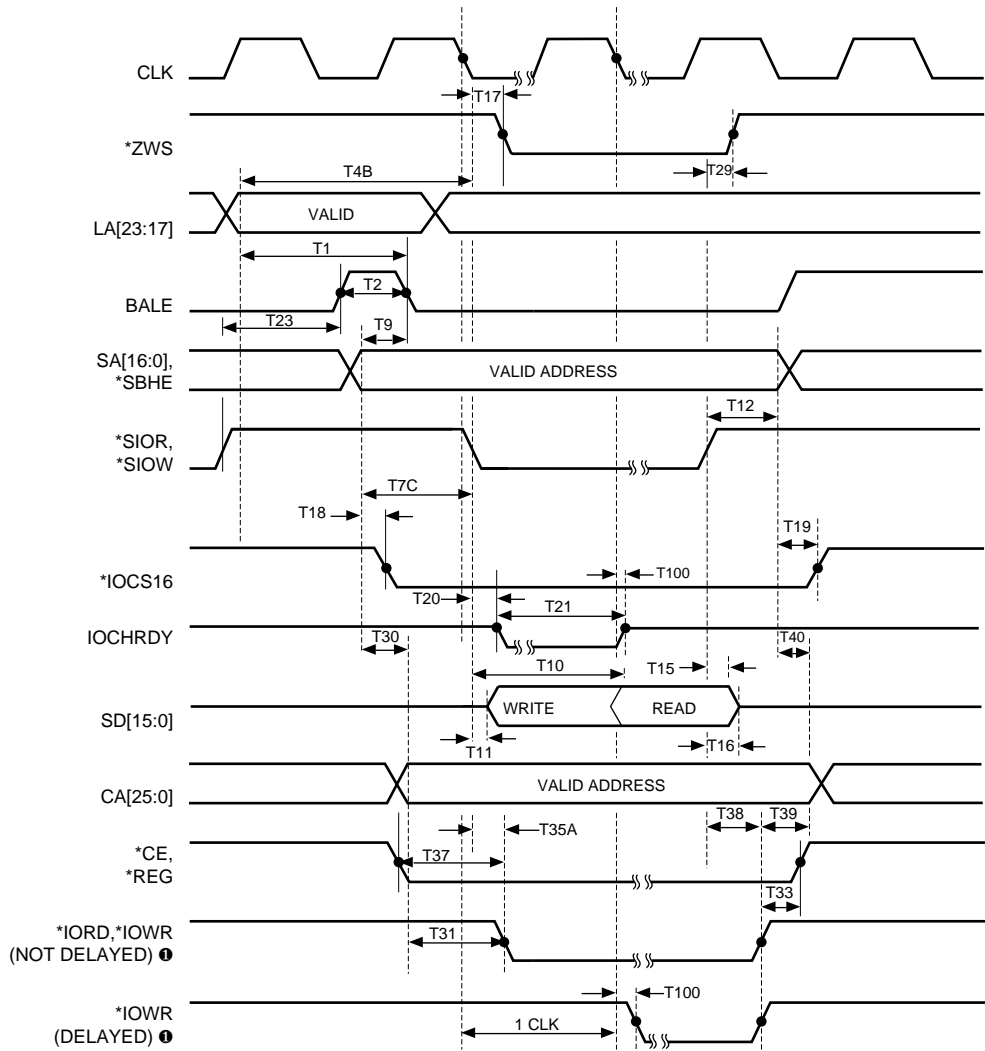 CLK
T17
*ZWS
T4B
T29
LA[23:17]
VALID
T1
BALE
T2
T23
T9
SA[16:0],
*SBHE
VALID ADDRESS
T12
*SIOR,
*SIOW
T7C
T18
T19
*IOCS16
T100
T20
T21
IOCHRDY
T30
T40
T10
T15
SD[15:0]
WRITE
READ
T11
T16
CA[25:0]
VALID ADDRESS
T38
T39
T35A
*CE,
*REG
T37
T33
*IORD,*IOWR
(NOT DELAYED) ❶
T31
T100
*IOWR
(DELAYED) ❶
1 CLK